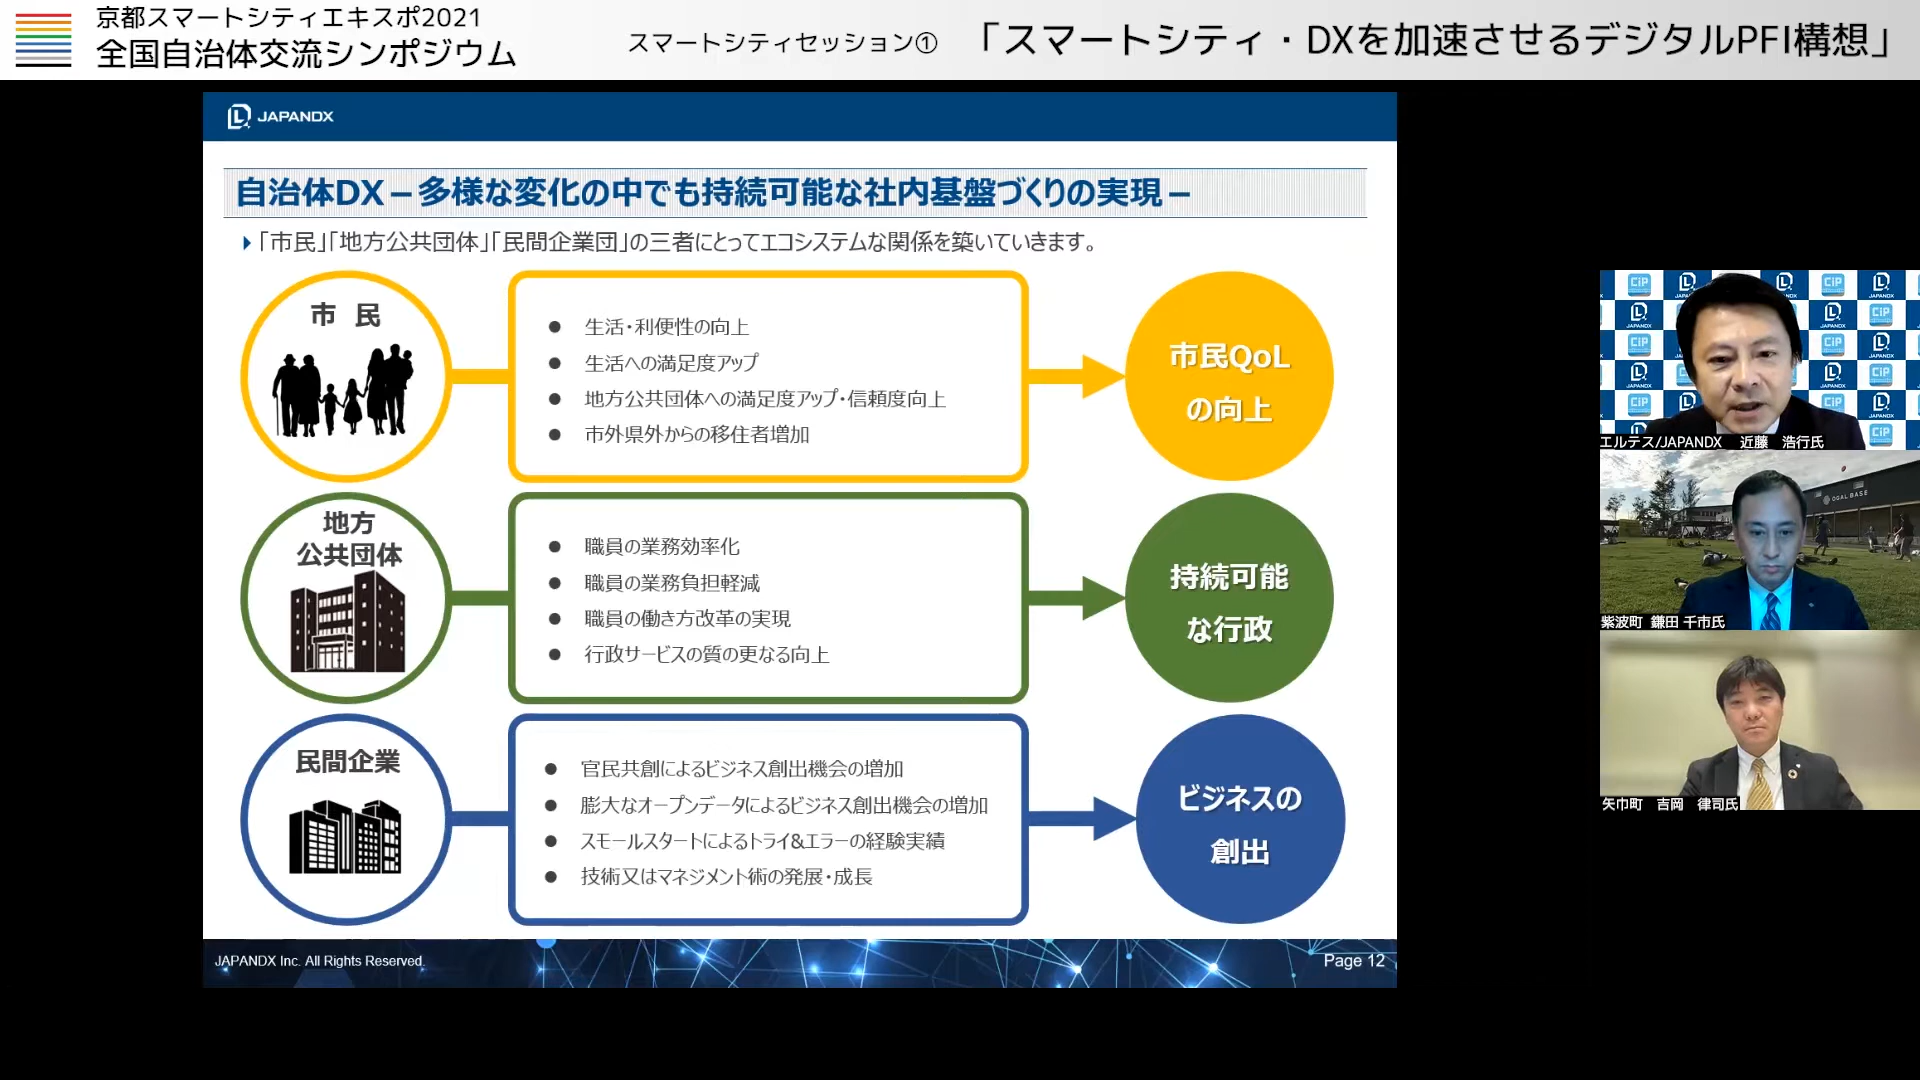 京都スマートシティエキスポ2021
全国自治体交流シンポジウム
スマートシティセッション① 「スマートシティ・DXを加速させるデジタルPFI構想」
JAPANDX
自治体DX－多様な変化の中でも持続可能な社内基盤づくりの実現－
「市民」「地方公共団体」「民間企業団」の三者にとってエコシステムな関係を築いていきます。
市 民
● 生活・利便性の向上
● 生活への満足度アップ
● 地方公共団体への満足度アップ・信頼度向上
● 市外県外からの移住者増加
市民QoL
の向上
地方
公共団体
● 職員の業務効率化
● 職員の業務負担軽減
● 職員の働き方改革の実現
● 行政サービスの質の更なる向上
持続可能
な行政
民間企業
● 官民共創によるビジネス創出機会の増加
● 膨大なオープンデータによるビジネス創出機会の増加
● スモールスタートによるトライ&エラーの経験実績
● 技術又はマネジメント術の発展・成長
ビジネスの
創出
JAPANDX Inc. All Rights Reserved.
Page 12
CiP
JAPANDX
エルテス/JAPANDX 近藤 浩行氏
OGAL BASE
紫波町 鎌田 千市氏
矢巾町 吉岡 律司氏